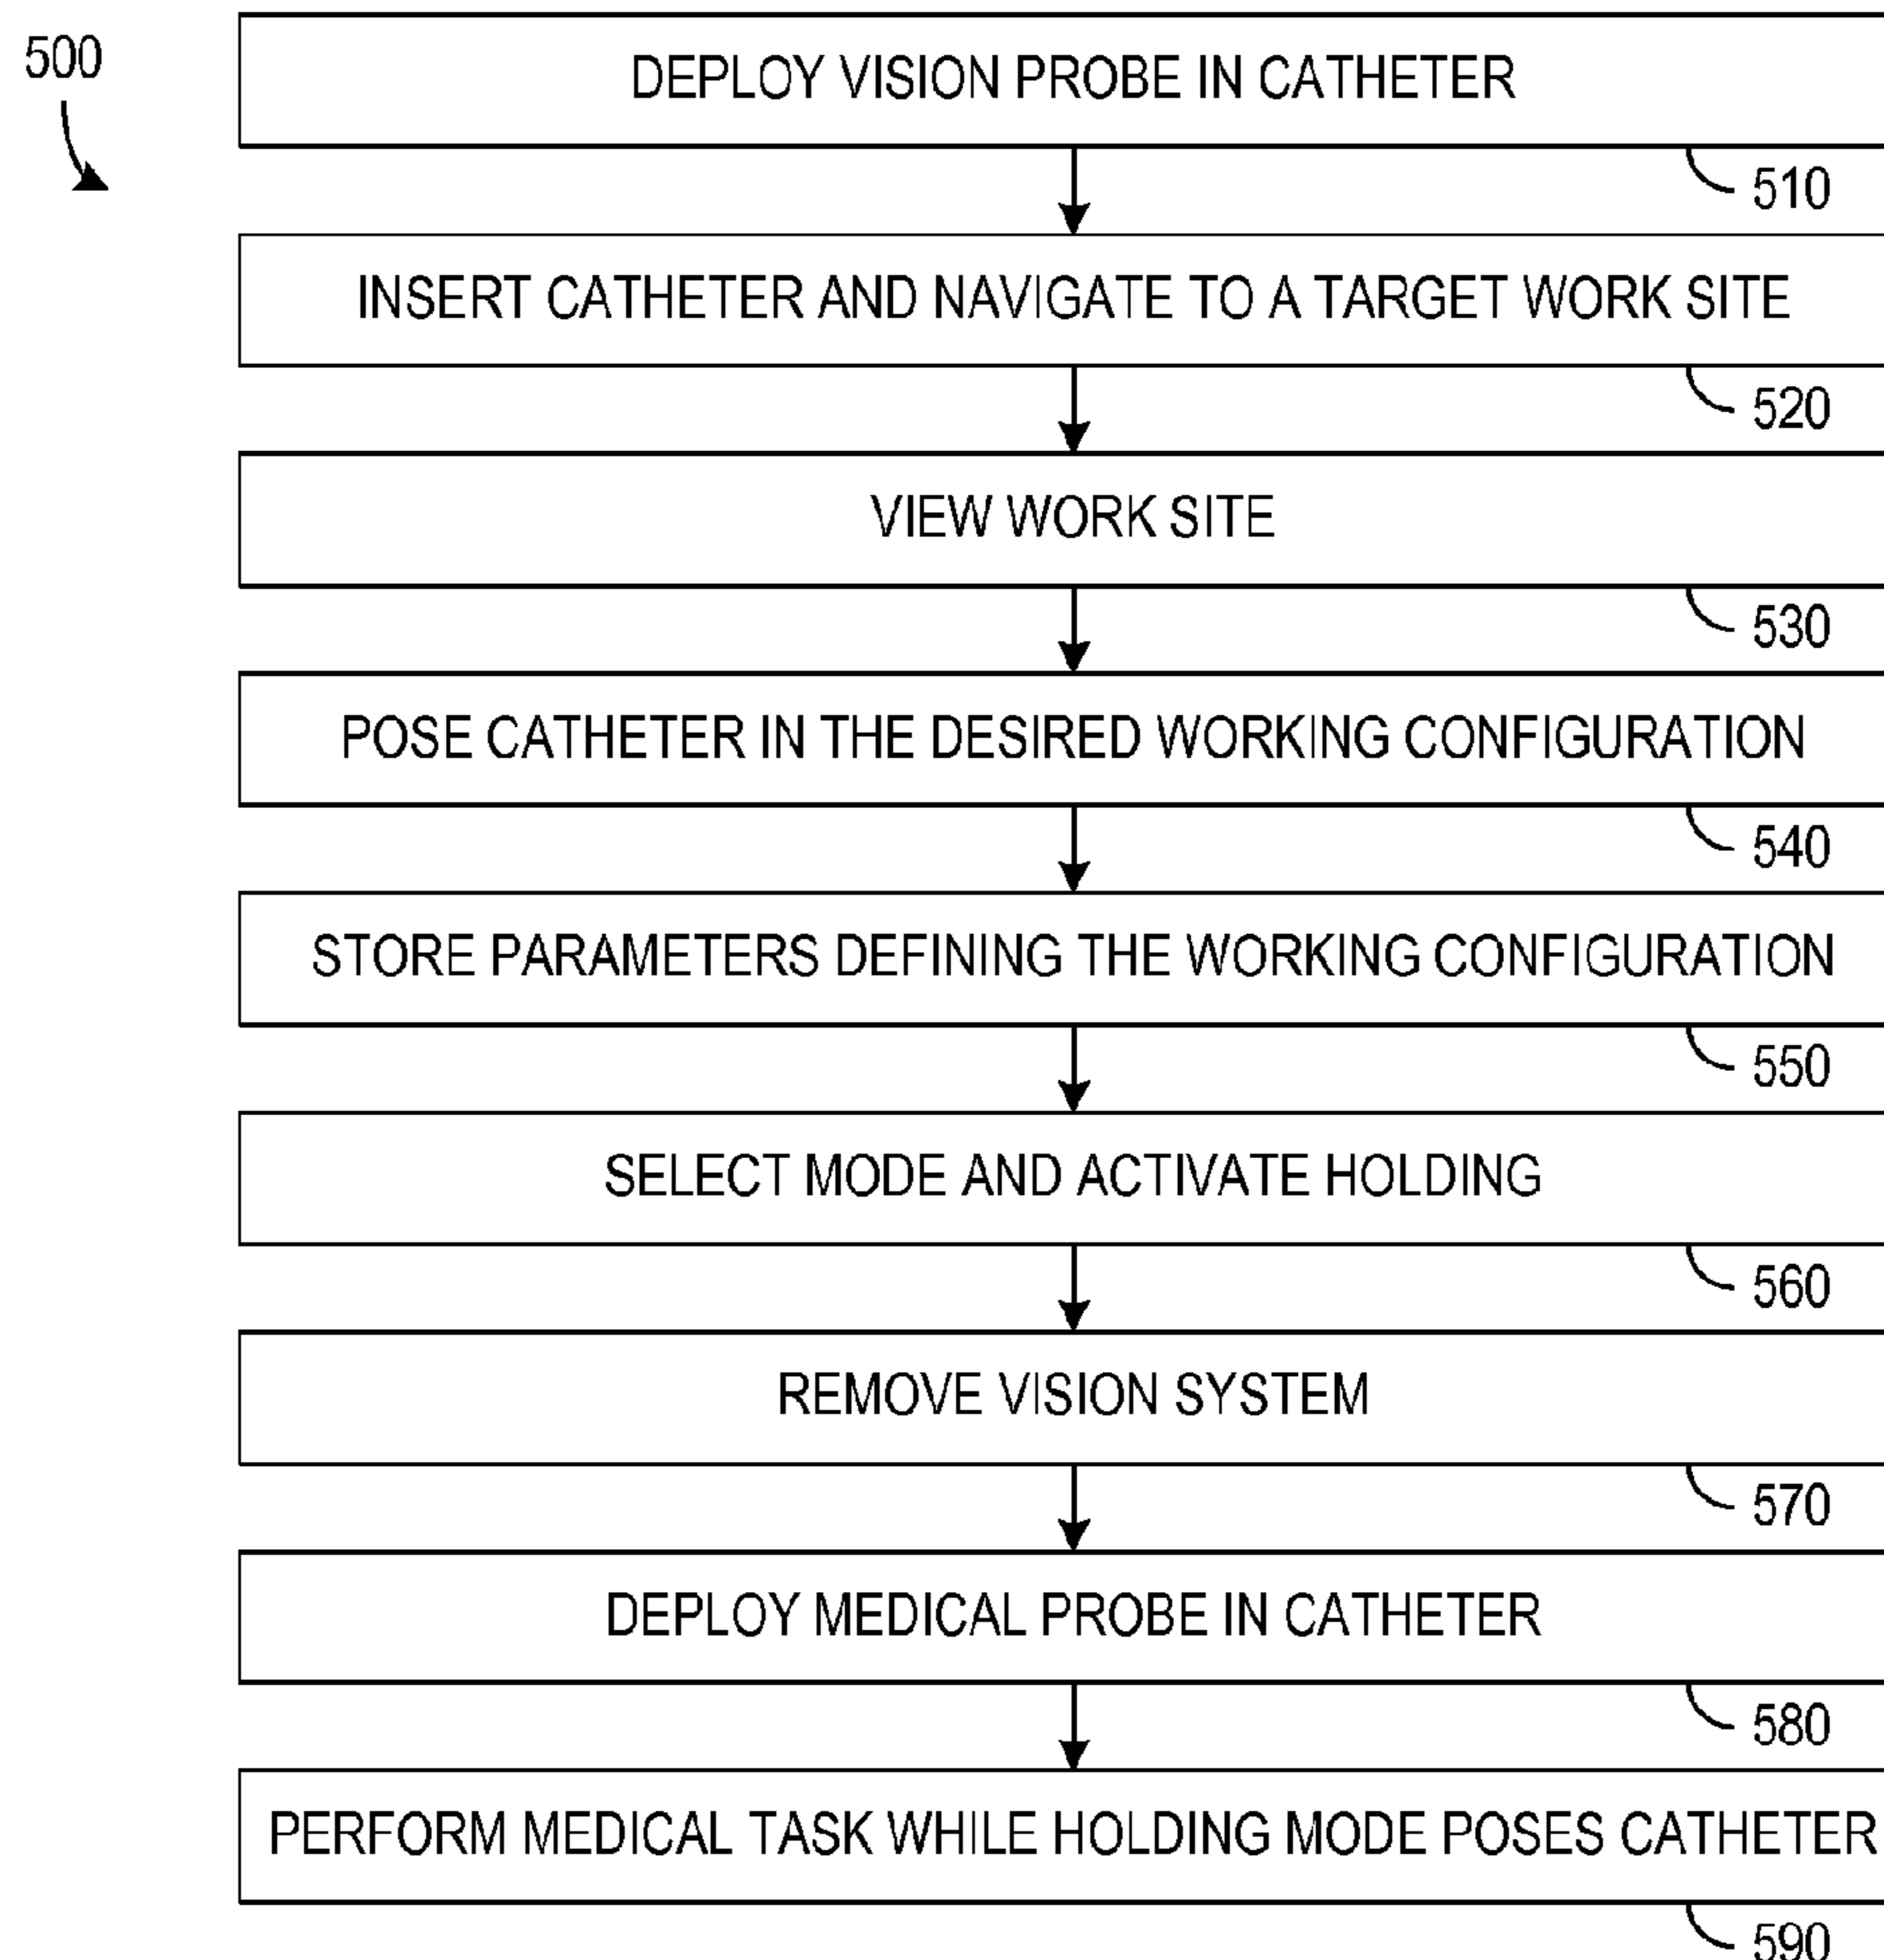 500
DEPLOY VISION PROBE IN CATHETER
510
INSERT CATHETER AND NAVIGATE TO A TARGET WORK SITE
520
VIEW WORK SITE
530
POSE CATHETER IN THE DESIRED WORKING CONFIGURATION
540
STORE PARAMETERS DEFINING THE WORKING CONFIGURATION
550
SELECT MODE AND ACTIVATE HOLDING
560
REMOVE VISION SYSTEM
570
DEPLOY MEDICAL PROBE IN CATHETER
580
PERFORM MEDICAL TASK WHILE HOLDING MODE POSES CATHETER
590